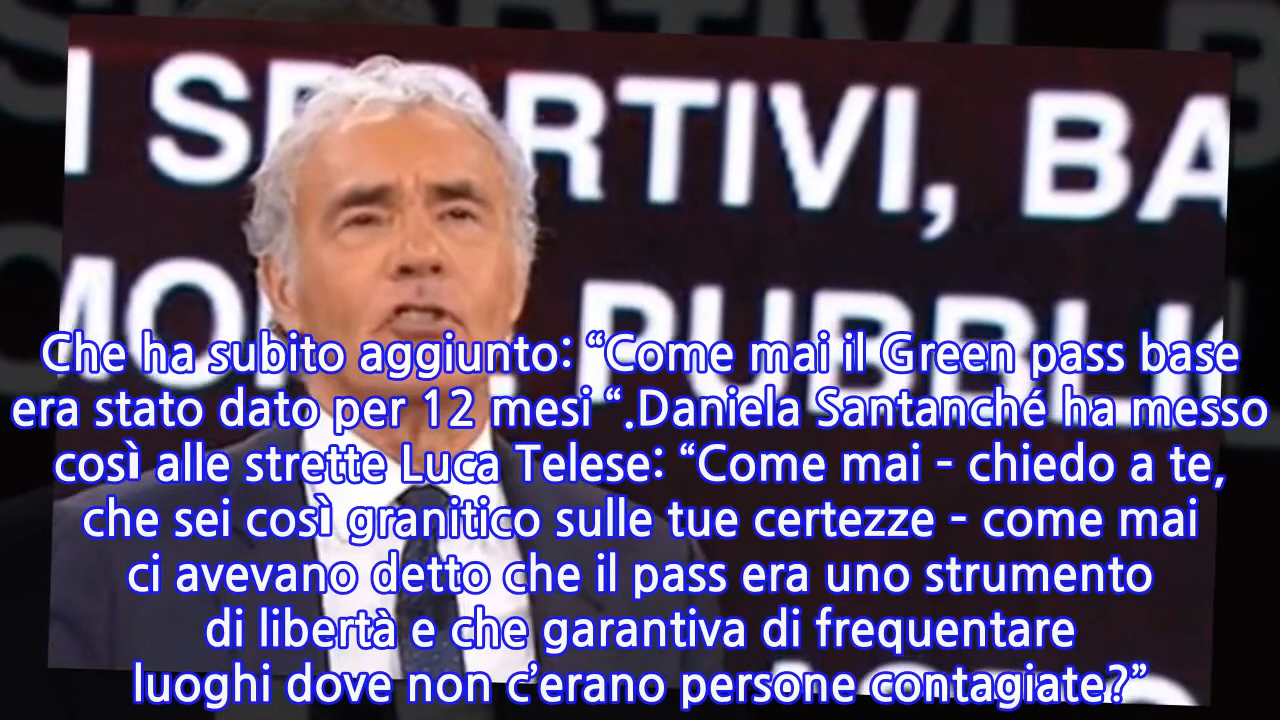 I SPORTIVI, BA
PUBBLI
Che ha subito aggiunto: “Come mai il Green pass base
era stato dato per 12 mesi “.Daniela Santanché ha messo
così alle strette Luca Telese: “Come mai - chiedo a te,
che sei così granitico sulle tue certezze - come mai
ci avevano detto che il pass era uno strumento
di libertà e che garantiva di frequentare
luoghi dove non c’erano persone contagiate?”